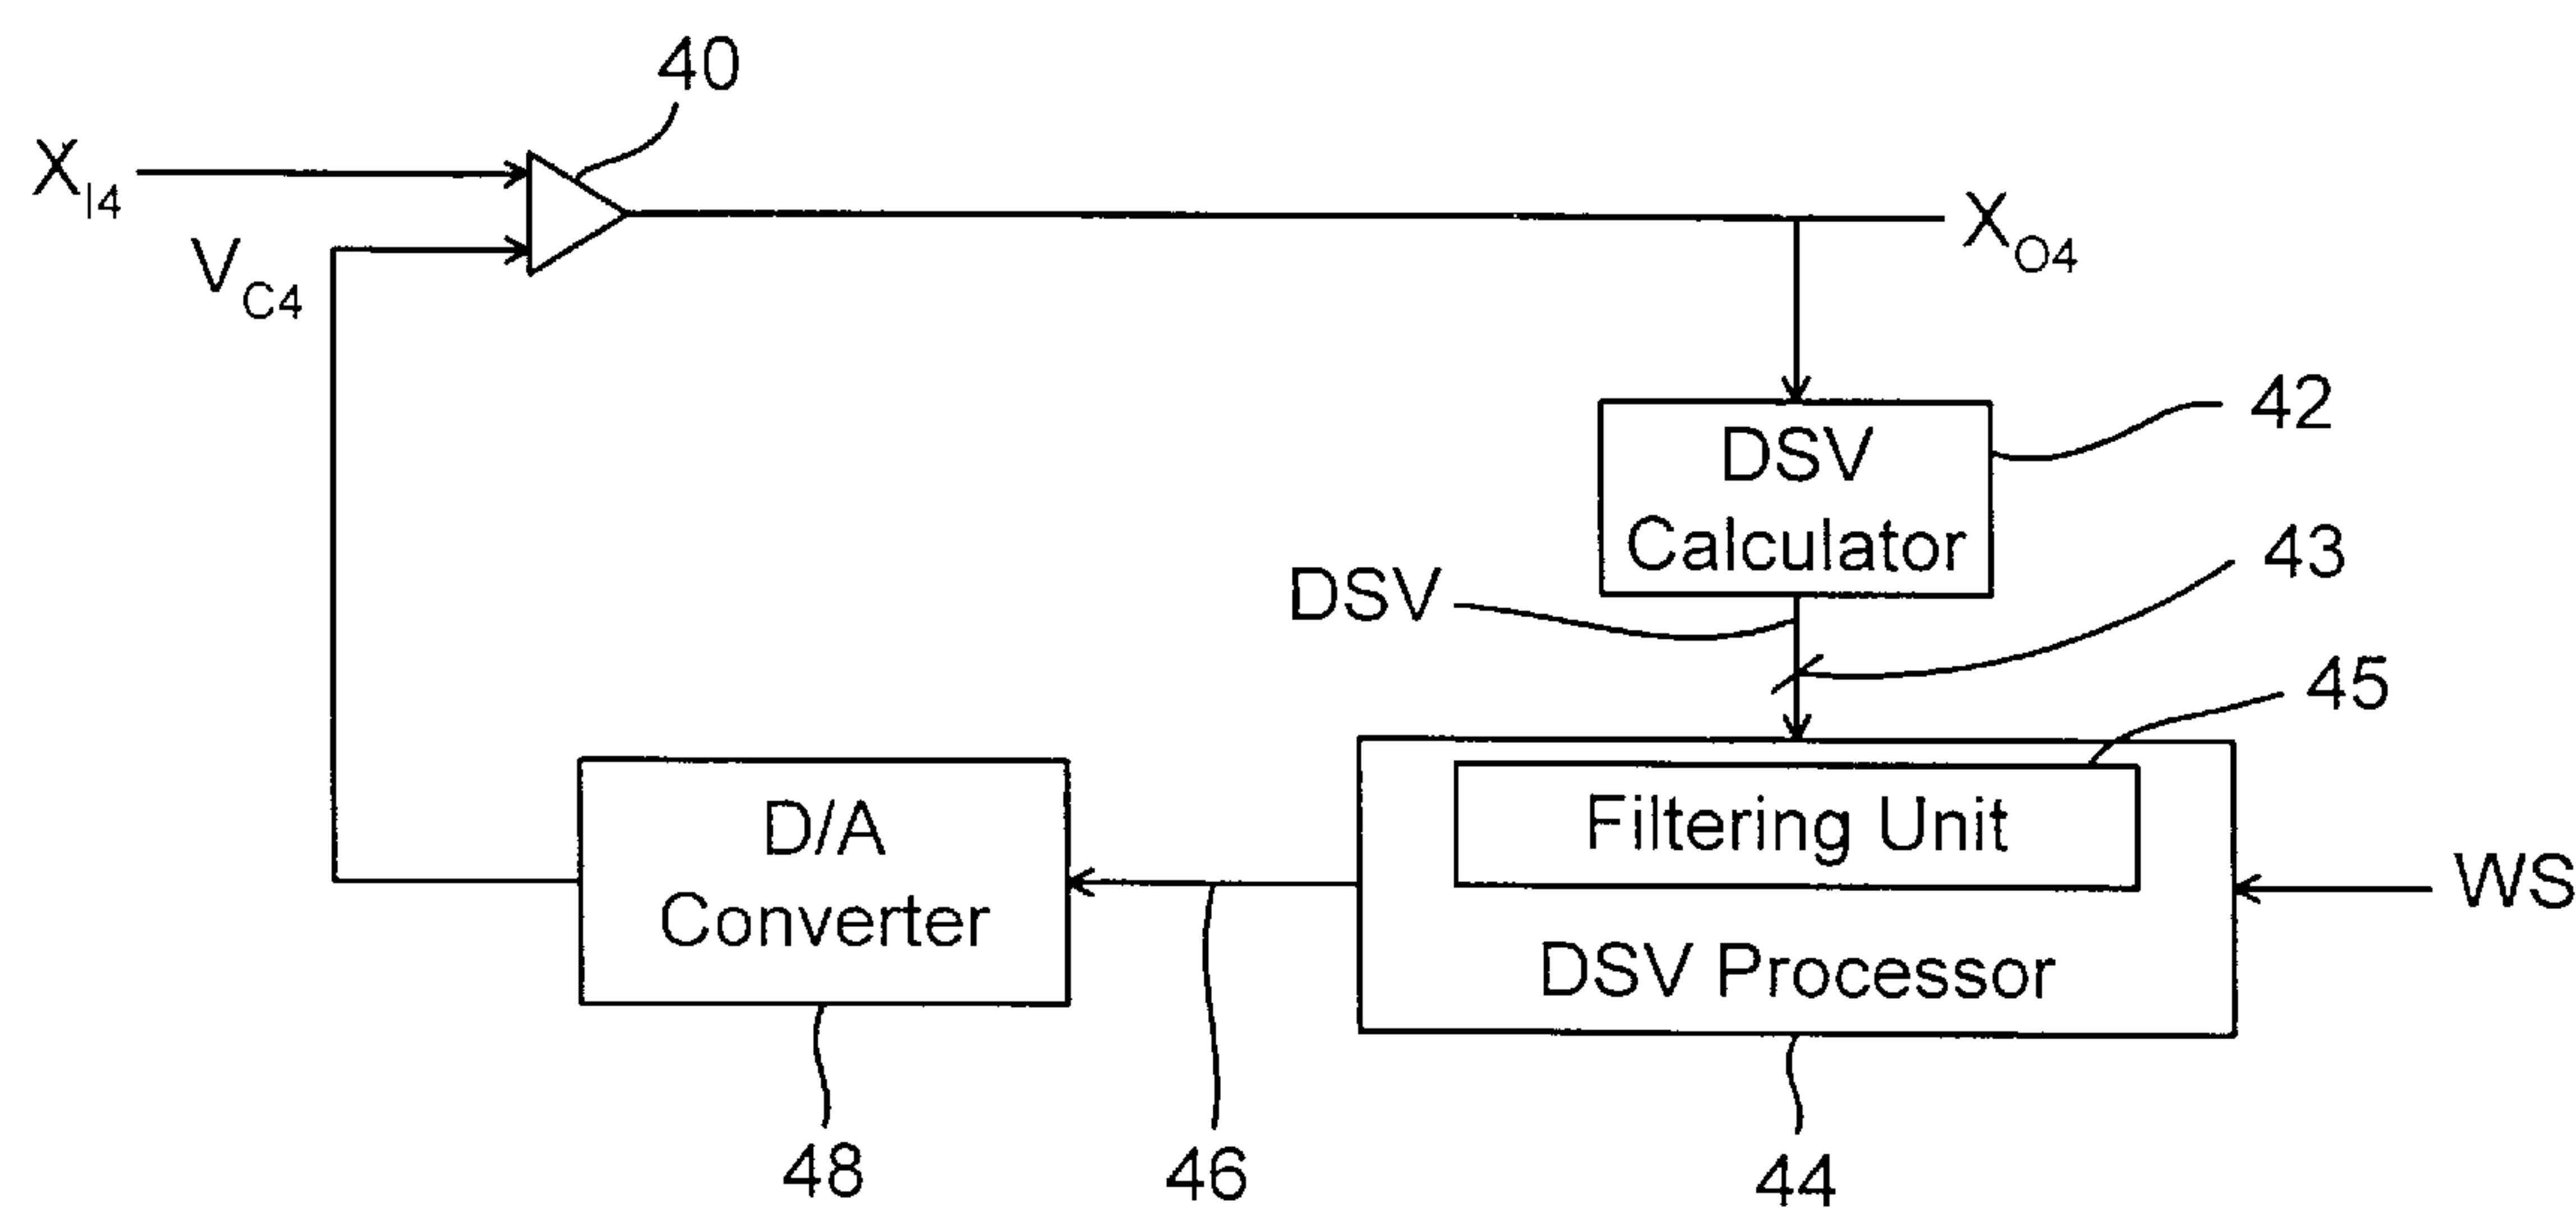 40
X_I4
V_C4
X_O4
DSV
Calculator
42
DSV
43
45
Filtering Unit
DSV Processor
WS
D/A
Converter
48
46
44